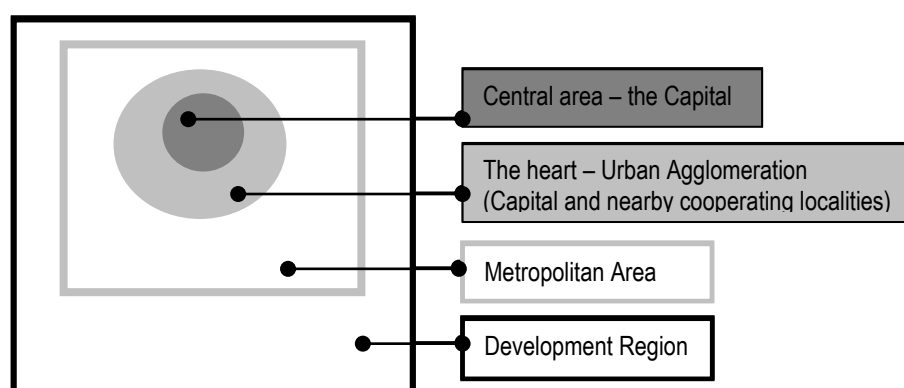 Central area – the Capital
The heart – Urban Agglomeration
(Capital and nearby cooperating localities)
Metropolitan Area
Development Region